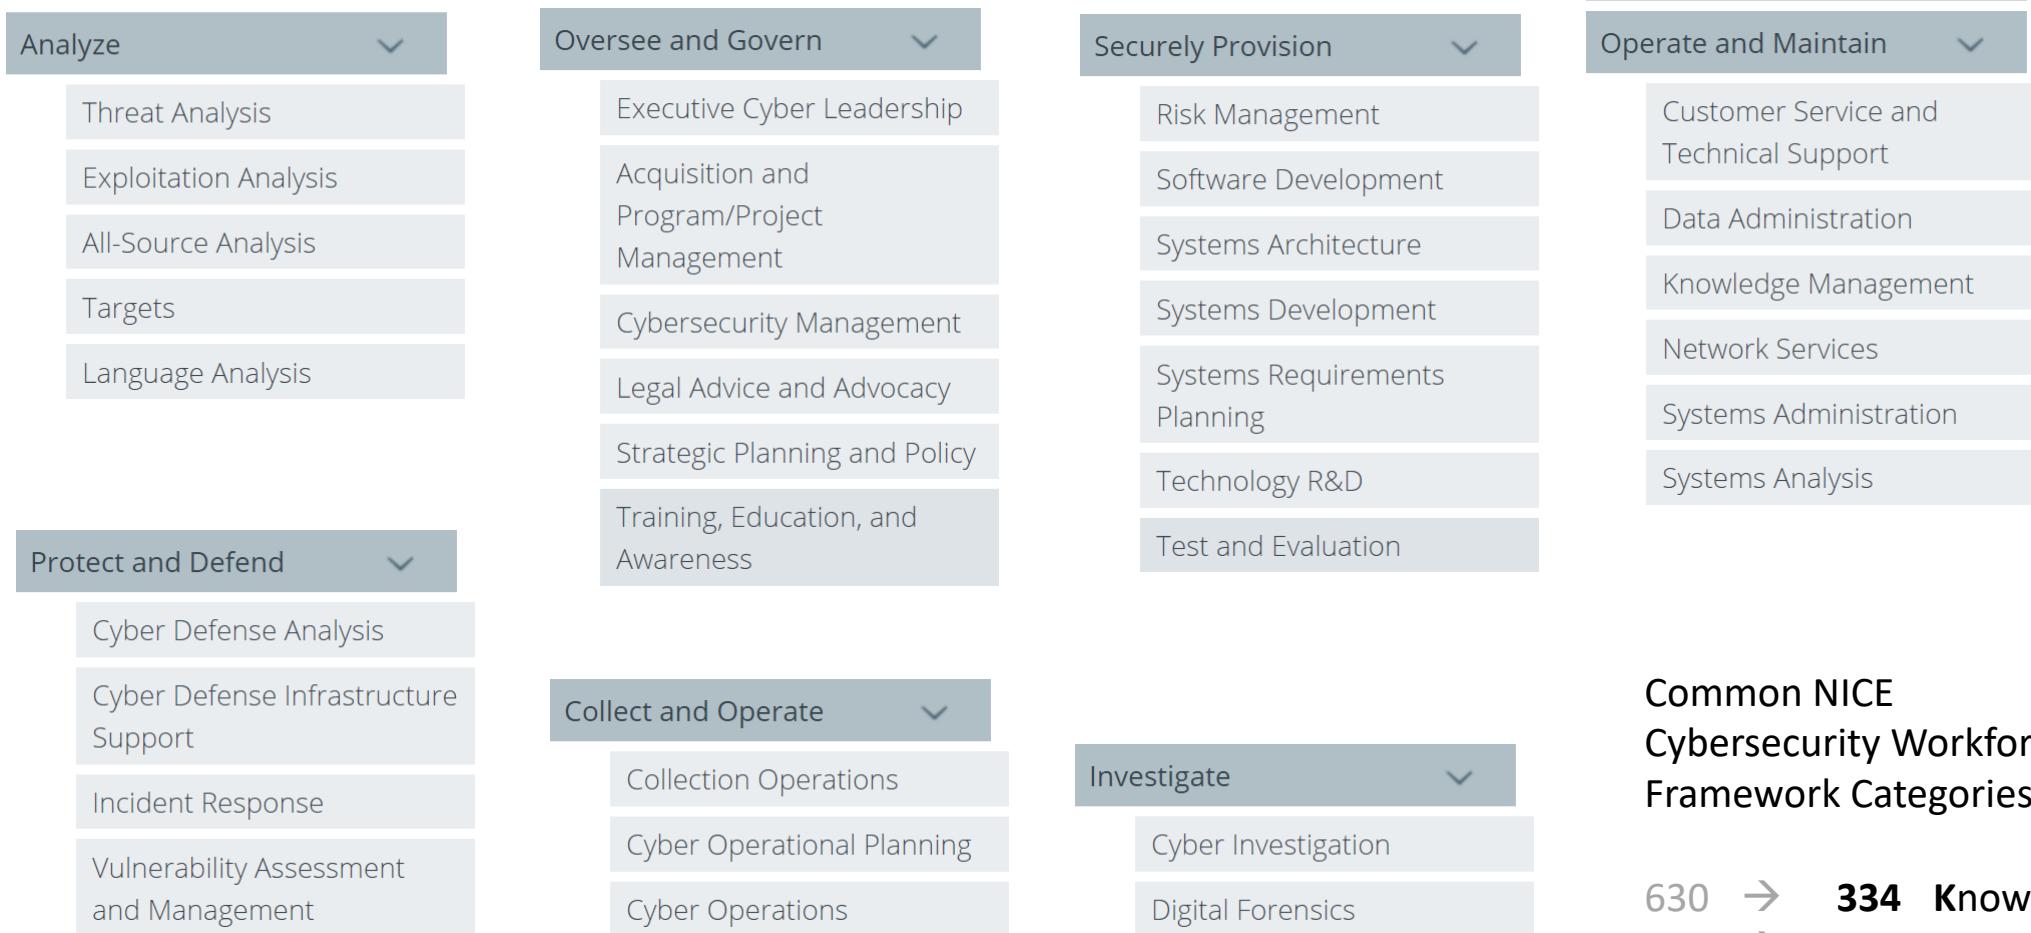 Analyze
Threat Analysis
Exploitation Analysis
All-Source Analysis
Targets
Language Analysis
Protect and Defend
Cyber Defense Analysis
Cyber Defense Infrastructure
Support
Incident Response
Vulnerability Assessment
and Management
Oversee and Govern
Executive Cyber Leadership
Acquisition and
Program/Project
Management
Cybersecurity Management
Legal Advice and Advocacy
Strategic Planning and Policy
Training, Education, and
Awareness
Collect and Operate
Collection Operations
Cyber Operational Planning
Cyber Operations
Securely Provision
Risk Management
Software Development
Systems Architecture
Systems Development
Systems Requirements
Planning
Technology R&D
Test and Evaluation
Investigate
Cyber Investigation
Digital Forensics
Operate and Maintain
Customer Service and
Technical Support
Data Administration
Knowledge Management
Network Services
Systems Administration
Systems Analysis
Common NICE
Cybersecurity Workfor
Framework Categories
630 → 334 Know